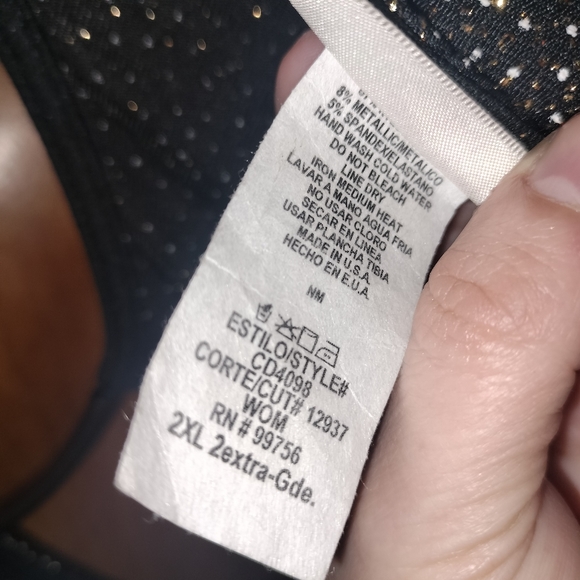 8% METALLIC/METALICO
5% SPANDEX/ELASTANO
HAND WASH COLD WATER
DO NOT BLEACH
LINE DRY
IRON MEDIUM HEAT
LAVAR A MANO AGUA FRIA
NO USAR CLORO
SECAR EN LINEA
USAR PLANCHA TIBIA
MADE IN U.S.A.
HECHO EN E.U.A.
NM
ESTILO/STYLE#
CD4098
CORTE/CUT# 12937
WOM
RN # 99756
2XL 2extra-Gde.